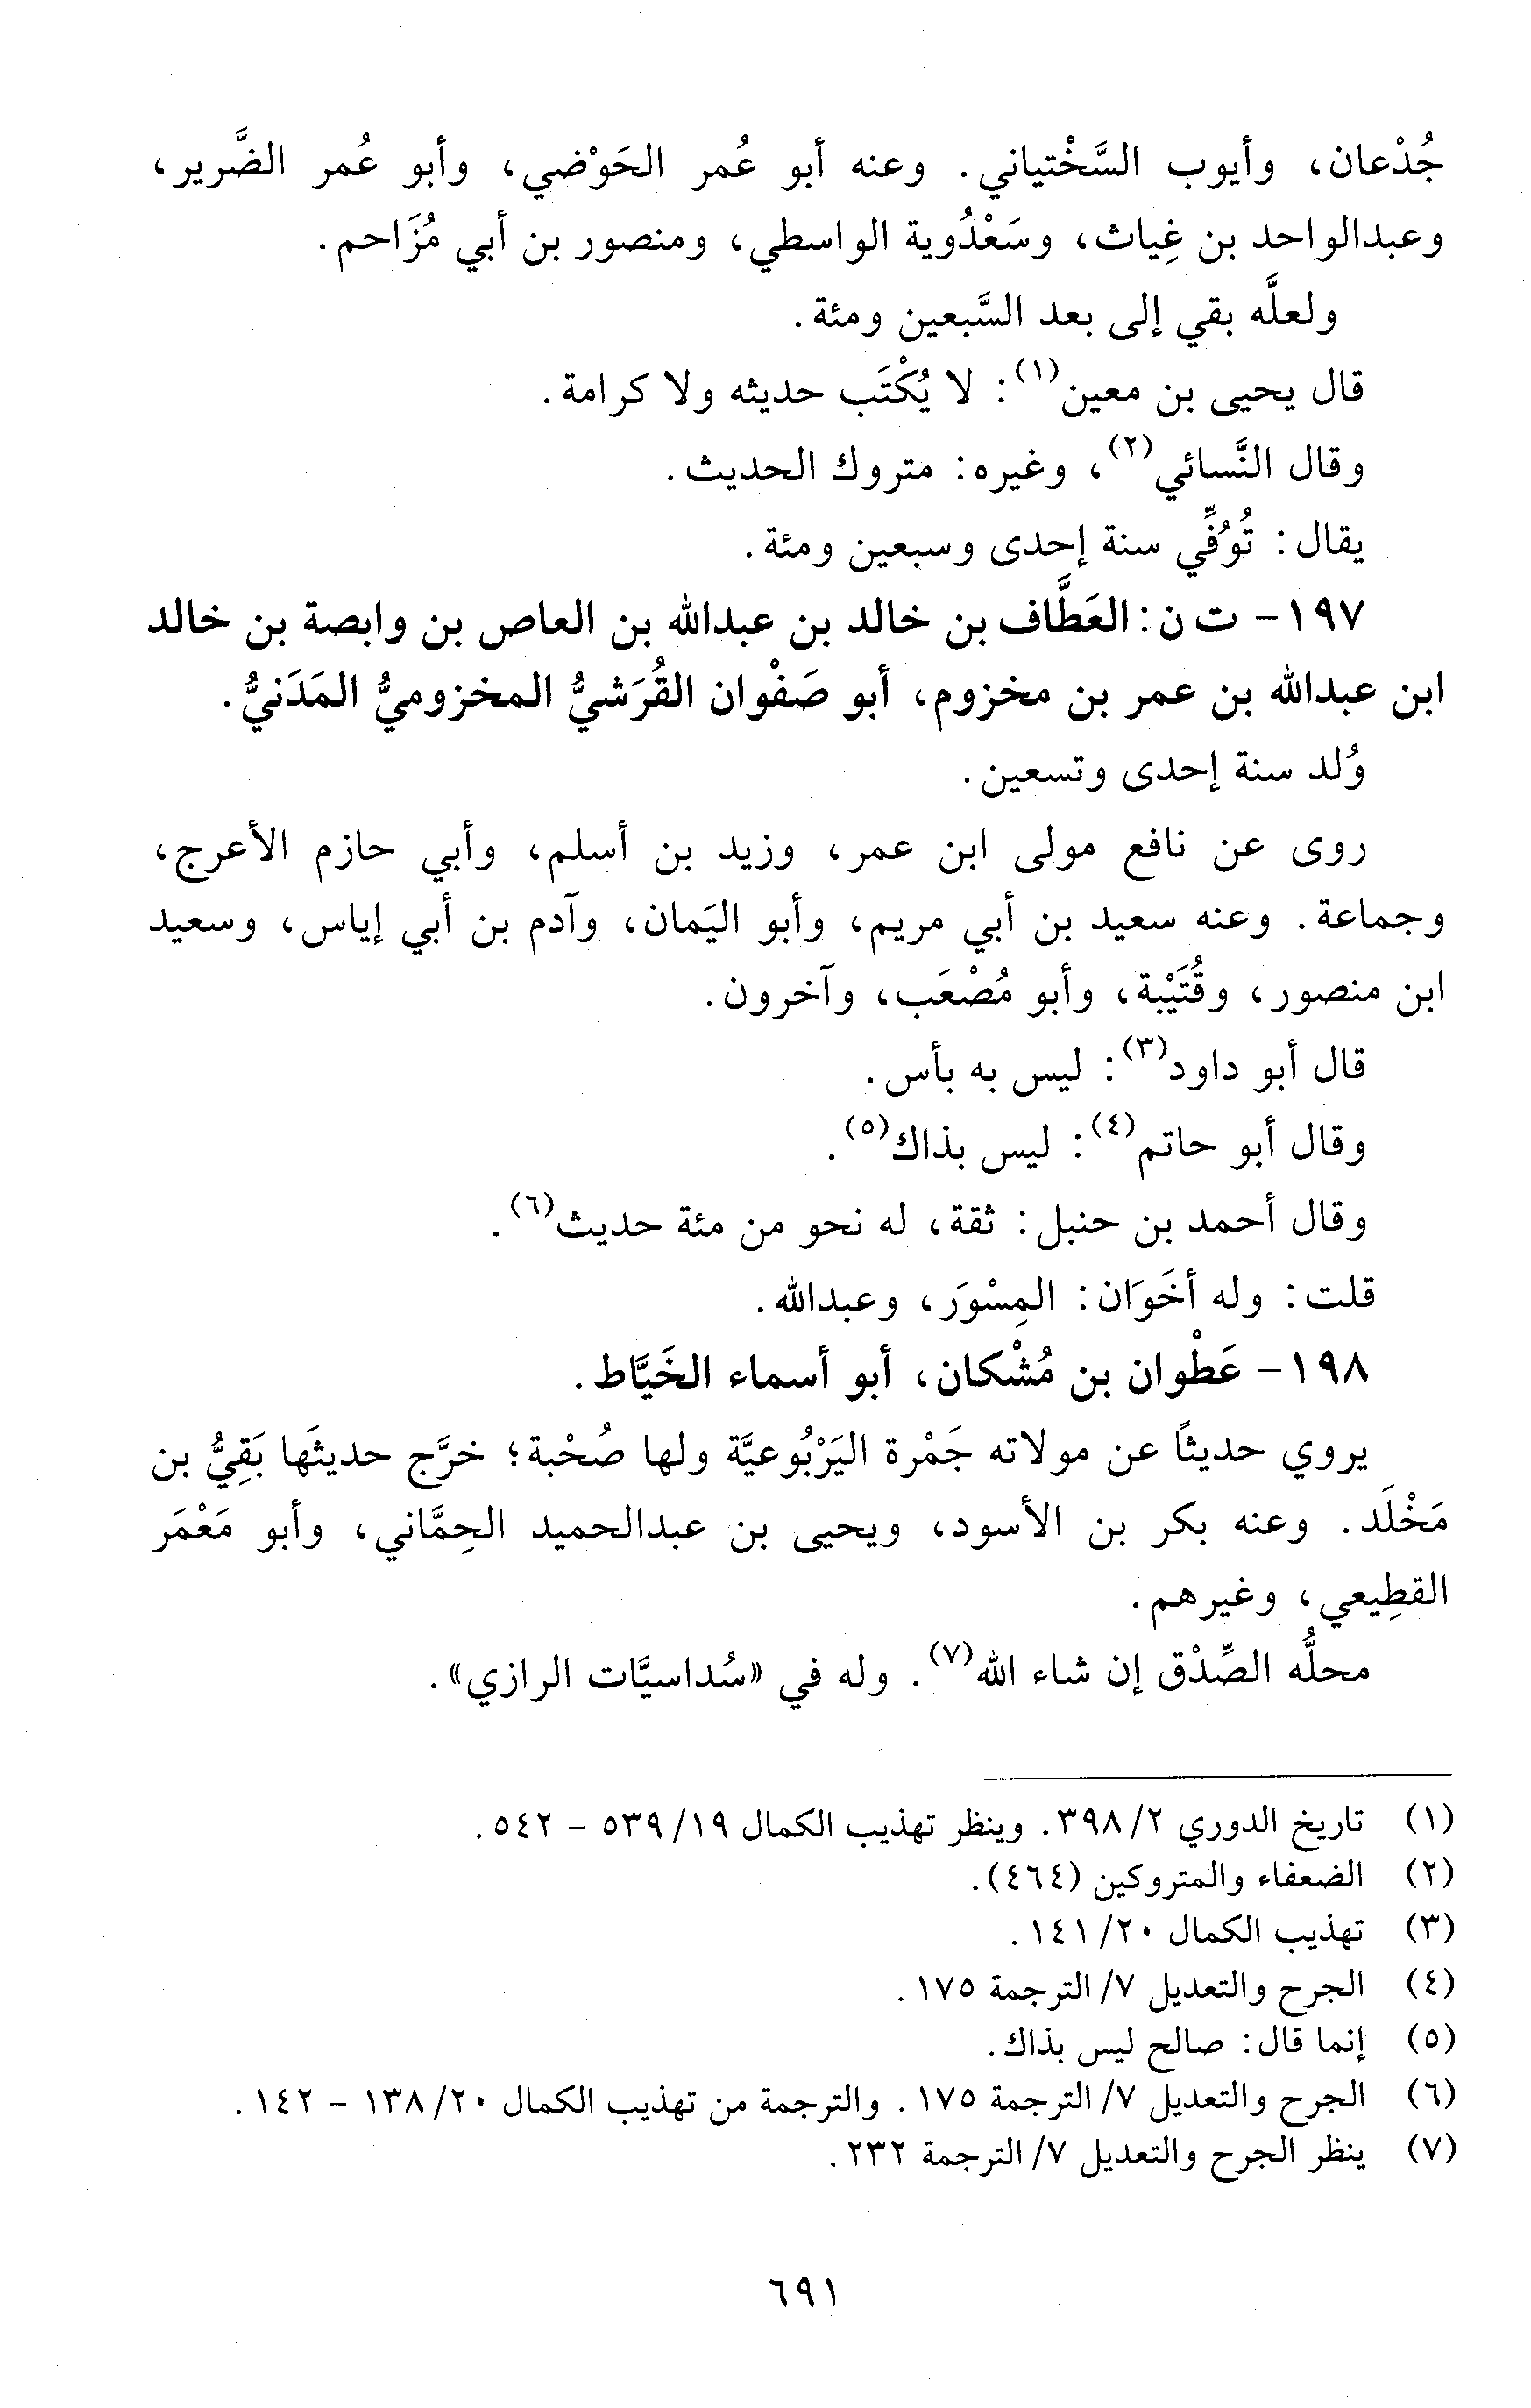 جُدْعان، وأيوب السَّخْتياني. وعنه أبو عُمر الحَوْضي، وأبو عُمر الضَّرير،
وعبدالواحد بن غِياث، وسَعْدُوية الواسطي، ومنصور بن أبي مُزَاحم.
ولعلَّه بقي إلى بعد السَّبعين ومئة.
قال يحيى بن معين(١): لا يُكْتَب حديثه ولا كرامة.
وقال النَّسائي(٢)، وغيره: متروك الحديث.
يقال: تُوُفِّي سنة إحدى وسبعين ومئة.
١٩٧- ت ن: العَطَّاف بن خالد بن عبدالله بن العاص بن وابصة بن خالد
ابن عبدالله بن عمر بن مخزوم، أبو صَفْوان القُرَشيُّ المخزوميُّ المَدَنيُّ.
وُلد سنة إحدى وتسعين.
روى عن نافع مولى ابن عمر، وزيد بن أسلم، وأبي حازم الأعرج،
وجماعة. وعنه سعيد بن أبي مريم، وأبو اليَمان، وآدم بن أبي إياس، وسعيد
ابن منصور، وقُتَيْبة، وأبو مُصْعَب، وآخرون.
قال أبو داود(٣): ليس به بأس.
وقال أبو حاتم(٤): ليس بذاك(٥).
وقال أحمد بن حنبل: ثقة، له نحو من مئة حديث(٦).
قلت: وله أخَوَان: المِسْوَر، وعبدالله.
١٩٨- عَطْوان بن مُشْكان، أبو أسماء الخَيَّاط.
يروي حديثاً عن مولاته جَمْرة اليَرْبُوعيَّة ولها صُحْبة؛ خرَّج حديثَها بَقِيُّ بن
مَخْلَد. وعنه بكر بن الأسود، ويحيى بن عبدالحميد الحِمَّاني، وأبو مَعْمَر
القطِيعي، وغيرهم.
محلُّه الصِّدْق إن شاء الله(٧). وله في «سُداسيَّات الرازي».
(١) تاريخ الدوري ٢/ ٣٩٨. وينظر تهذيب الكمال ١٩/ ٥٣٩ - ٥٤٢.
(٢) الضعفاء والمتروكين (٤٦٤).
(٣) تهذيب الكمال ٢٠/ ١٤١.
(٤) الجرح والتعديل ٧/ الترجمة ١٧٥.
(٥) إنما قال: صالح ليس بذاك.
(٦) الجرح والتعديل ٧/ الترجمة ١٧٥. والترجمة من تهذيب الكمال ٢٠/ ١٣٨ - ١٤٢.
(٧) ينظر الجرح والتعديل ٧/ الترجمة ٢٣٢.
٦٩١